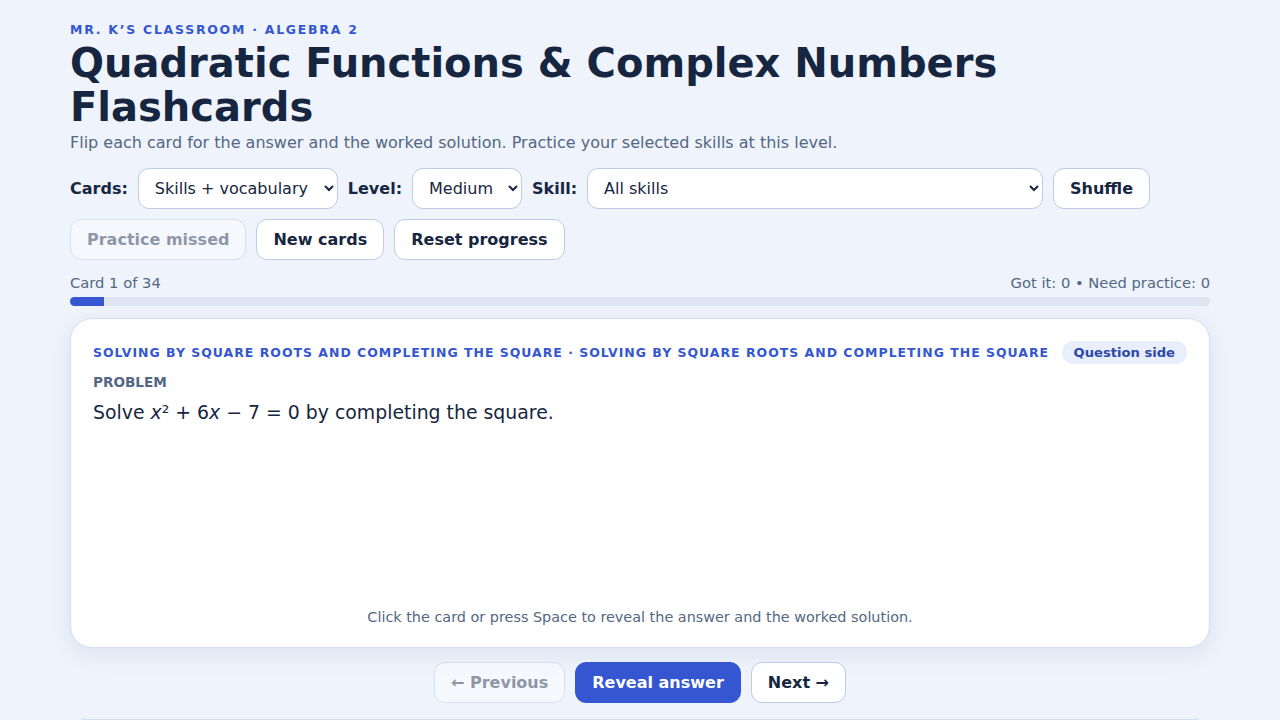 MR. K’S CLASSROOM · ALGEBRA 2
Quadratic Functions & Complex Numbers
Flashcards
Flip each card for the answer and the worked solution. Practice your selected skills at this level.
Cards: Skills + vocabulary Level: Medium Skill: All skills Shuffle
Practice missed New cards Reset progress
Card 1 of 34 Got it: 0 • Need practice: 0
SOLVING BY SQUARE ROOTS AND COMPLETING THE SQUARE · SOLVING BY SQUARE ROOTS AND COMPLETING THE SQUARE Question side
PROBLEM
Solve x² + 6x − 7 = 0 by completing the square.
Click the card or press Space to reveal the answer and the worked solution.
← Previous Reveal answer Next →